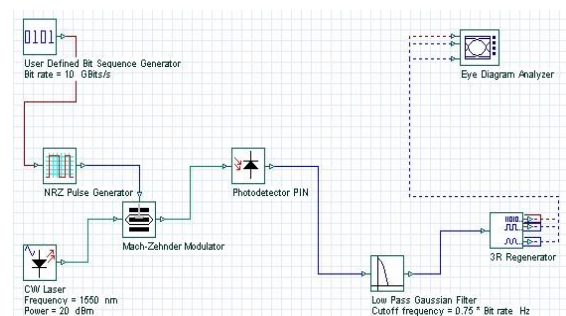 0101
User Defined Bit Sequence Generator
Bit rate = 10 GBits/s
Eye Diagram Analyzer
NRZ Pulse Generator
Photodetector PIN
Mach-Zehnder Modulator
3R Regenerator
CW Laser
Frequency = 1550 nm
Power = 20 dBm
Low Pass Gaussian Filter
Cutoff frequency = 0.75 * Bit rate Hz